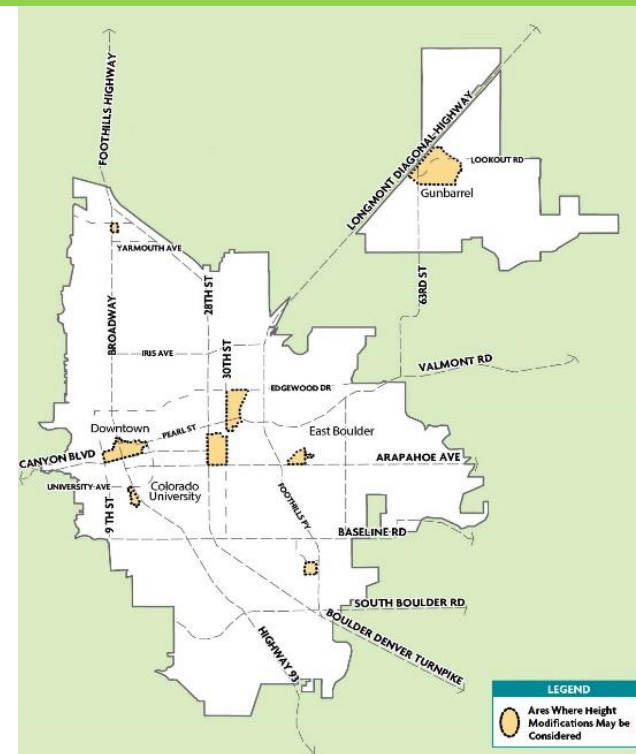 FOOTHILLS HIGHWAY
LONGMONT DIAGONAL HIGHWAY
LOOKOUT RD
Gunbarrel
YARMOUTH AVE
28TH ST
63RD ST
BROADWAY
30TH ST
IRIS AVE
VALMONT RD
EDGEWOOD DR
Downtown
PEARL ST
East Boulder
CANYON BLVD
ARAPAHOE AVE
UNIVERSITY AVE
Colorado
University
9 TH ST
FOOTHILLS PY
BASELINE RD
SOUTH BOULDER RD
BOULDER DENVER TURNPIKE
HIGHWAY 93
LEGEND
Ares Where Height
Modifications May be
Considered